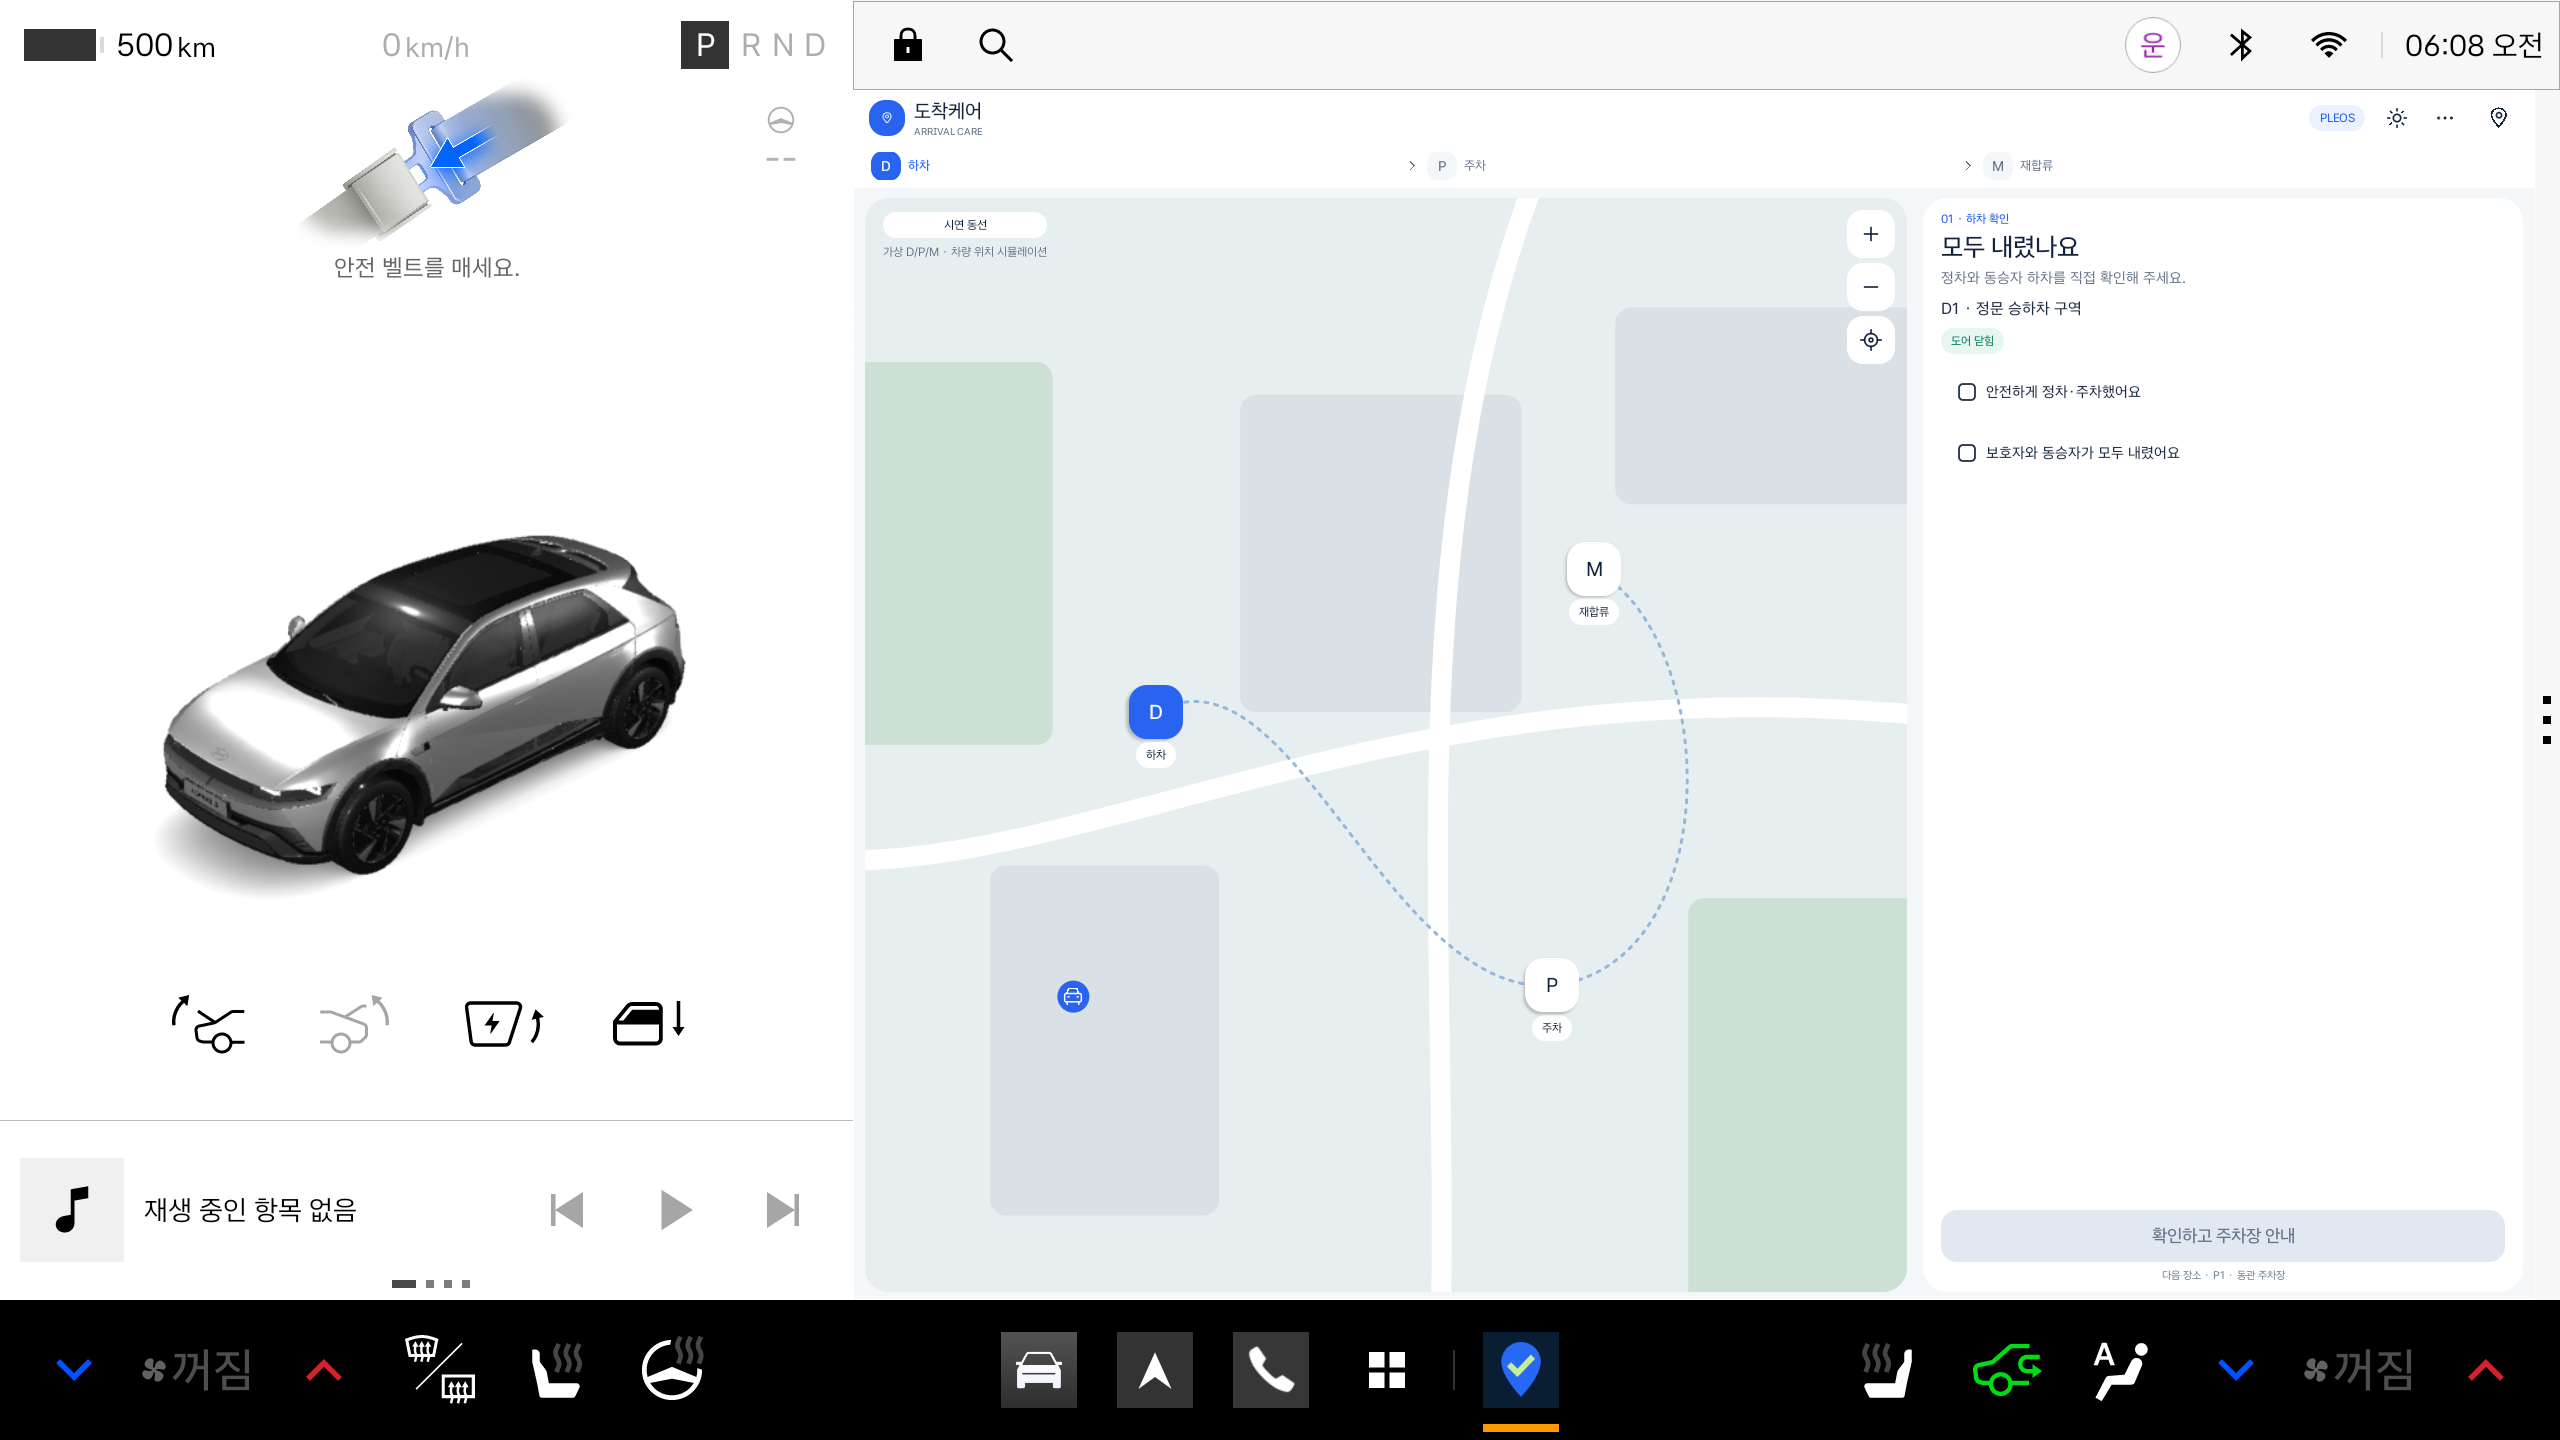 500 km
0 km/h
P R N D
운
06:08 오전
안전 벨트를 매세요.
도착케어
ARRIVAL CARE
PLEOS
D 하차
P 주차
M 재합류
시연 동선
가상 D/P/M · 차량 위치 시뮬레이션
M
재합류
D
하차
P
주차
01 · 하차 확인
모두 내렸나요
정차와 동승자 하차를 직접 확인해 주세요.
D1 · 정문 승하차 구역
도어 닫힘
안전하게 정차·주차했어요
보호자와 동승자가 모두 내렸어요
확인하고 주차장 안내
다음 장소 · P1 · 동관 주차장
재생 중인 항목 없음
꺼짐
A
꺼짐